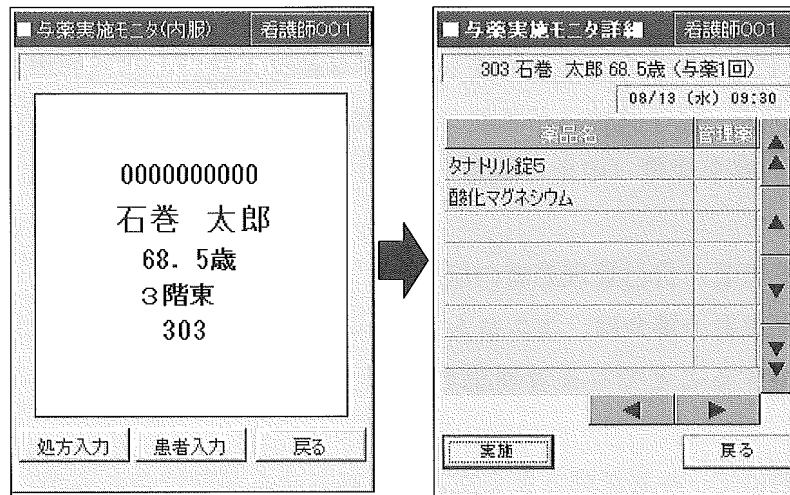 ■与薬実施モニタ(内服) 看護師001
0000000000
石巻 太郎
68. 5歳
3階東
303
処方入力 患者入力 戻る
■与薬実施モニタ詳細 看護師001
303 石巻 太郎 68. 5歳 (与薬1回)
08/13 (水) 09:30
薬品名 管理薬
タナトリル錠5
酸化マグネシウム
実施 戻る